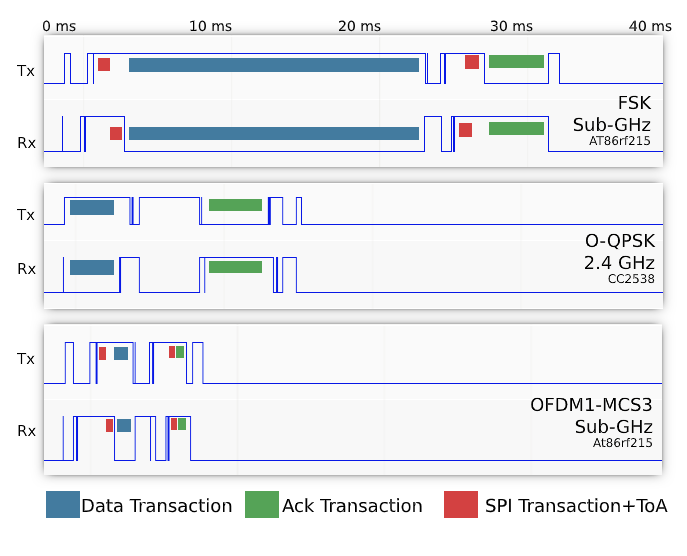 0 ms 10 ms 20 ms 30 ms 40 ms
Tx
Rx
FSK
Sub-GHz
AT86rf215
Tx
Rx
O-QPSK
2.4 GHz
CC2538
Tx
Rx
OFDM1-MCS3
Sub-GHz
At86rf215
Data Transaction Ack Transaction SPI Transaction+ToA